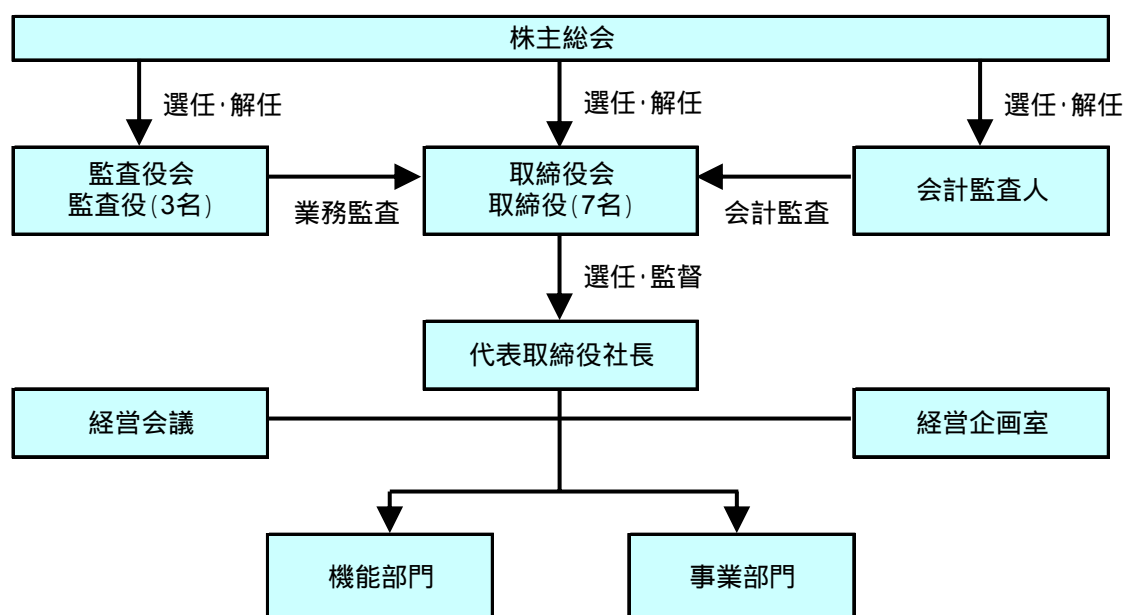 株主総会
選任・解任
選任・解任
選任・解任
監査役会
監査役(3名)
業務監査
取締役会
取締役(7名)
会計監査
会計監査人
選任・監督
代表取締役社長
経営会議
経営企画室
機能部門
事業部門